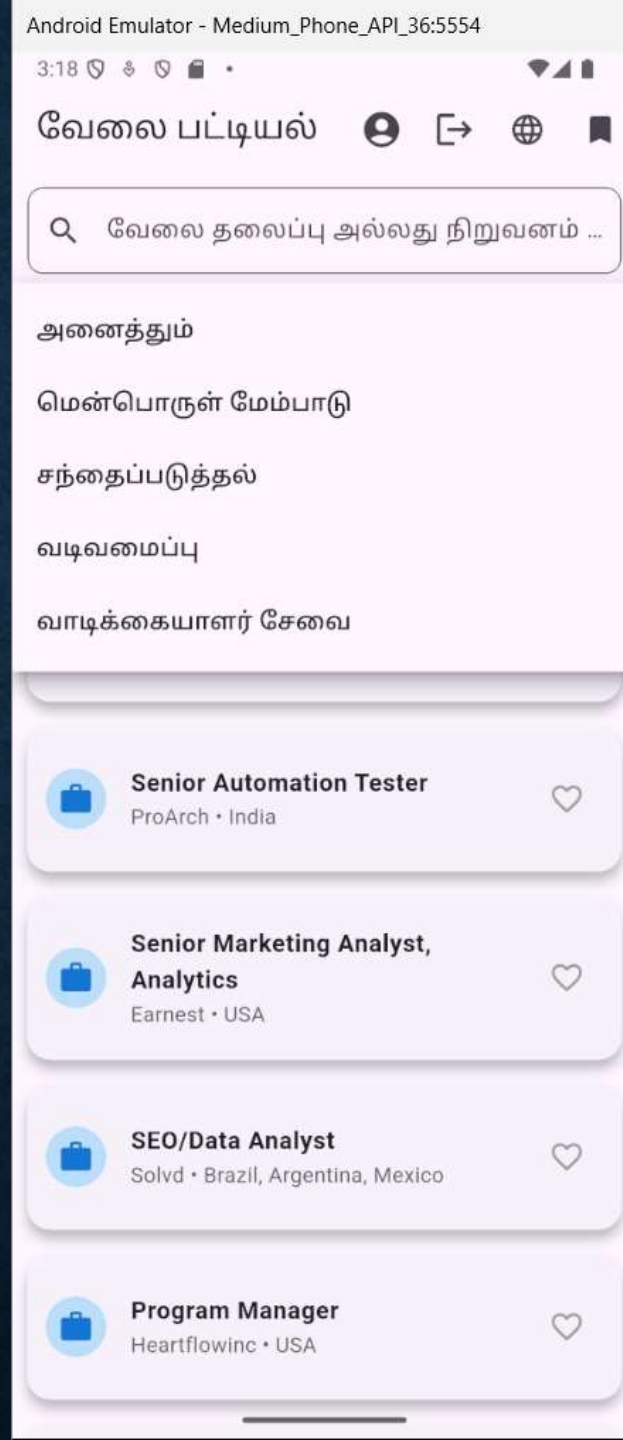 Android Emulator - Medium_Phone_API_36:5554
3:18
வேலை பட்டியல்
வேலை தலைப்பு அல்லது நிறுவனம் ...
அனைத்தும்
மென்பொருள் மேம்பாடு
சந்தைப்படுத்தல்
வடிவமைப்பு
வாடிக்கையாளர் சேவை
Senior Automation Tester
ProArch • India
Senior Marketing Analyst,
Analytics
Earnest • USA
SEO/Data Analyst
Solvd • Brazil, Argentina, Mexico
Program Manager
Heartflowinc • USA